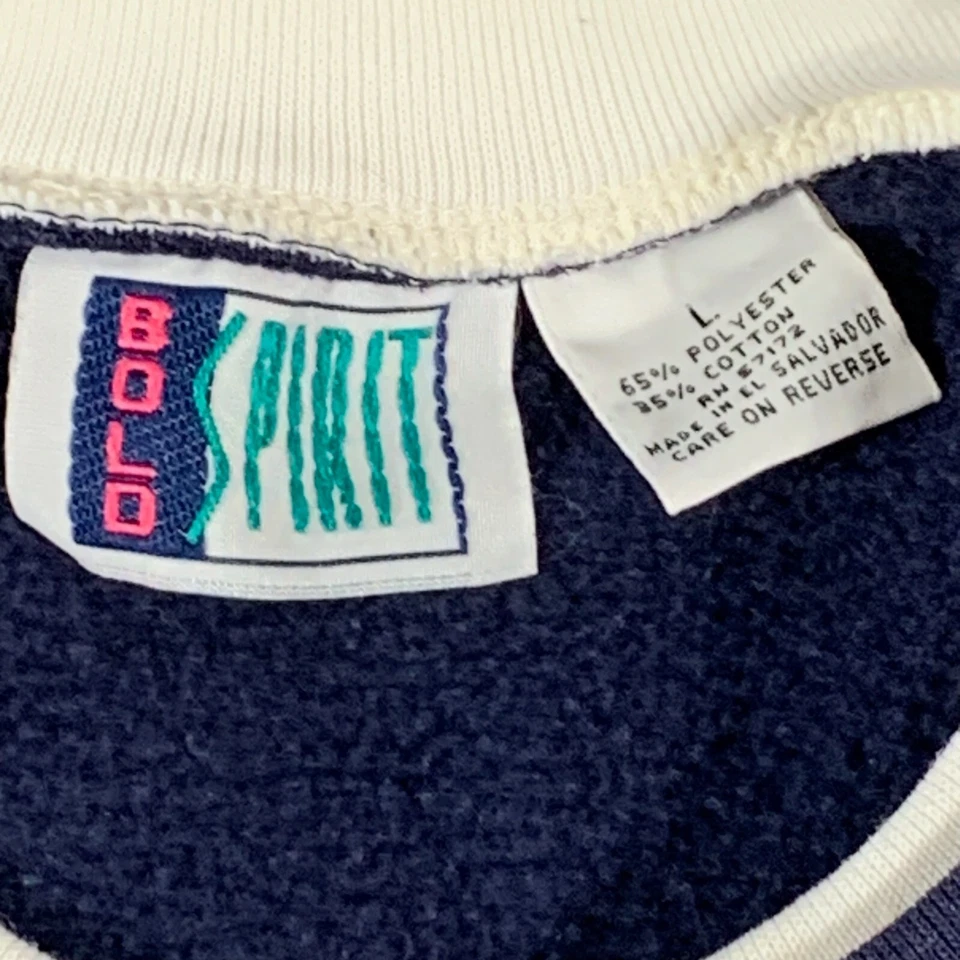 BOLD
SPIRIT
L
65% POLYESTER
35% COTTON
RN 57172
MADE IN EL SALVADOR
CARE ON REVERSE